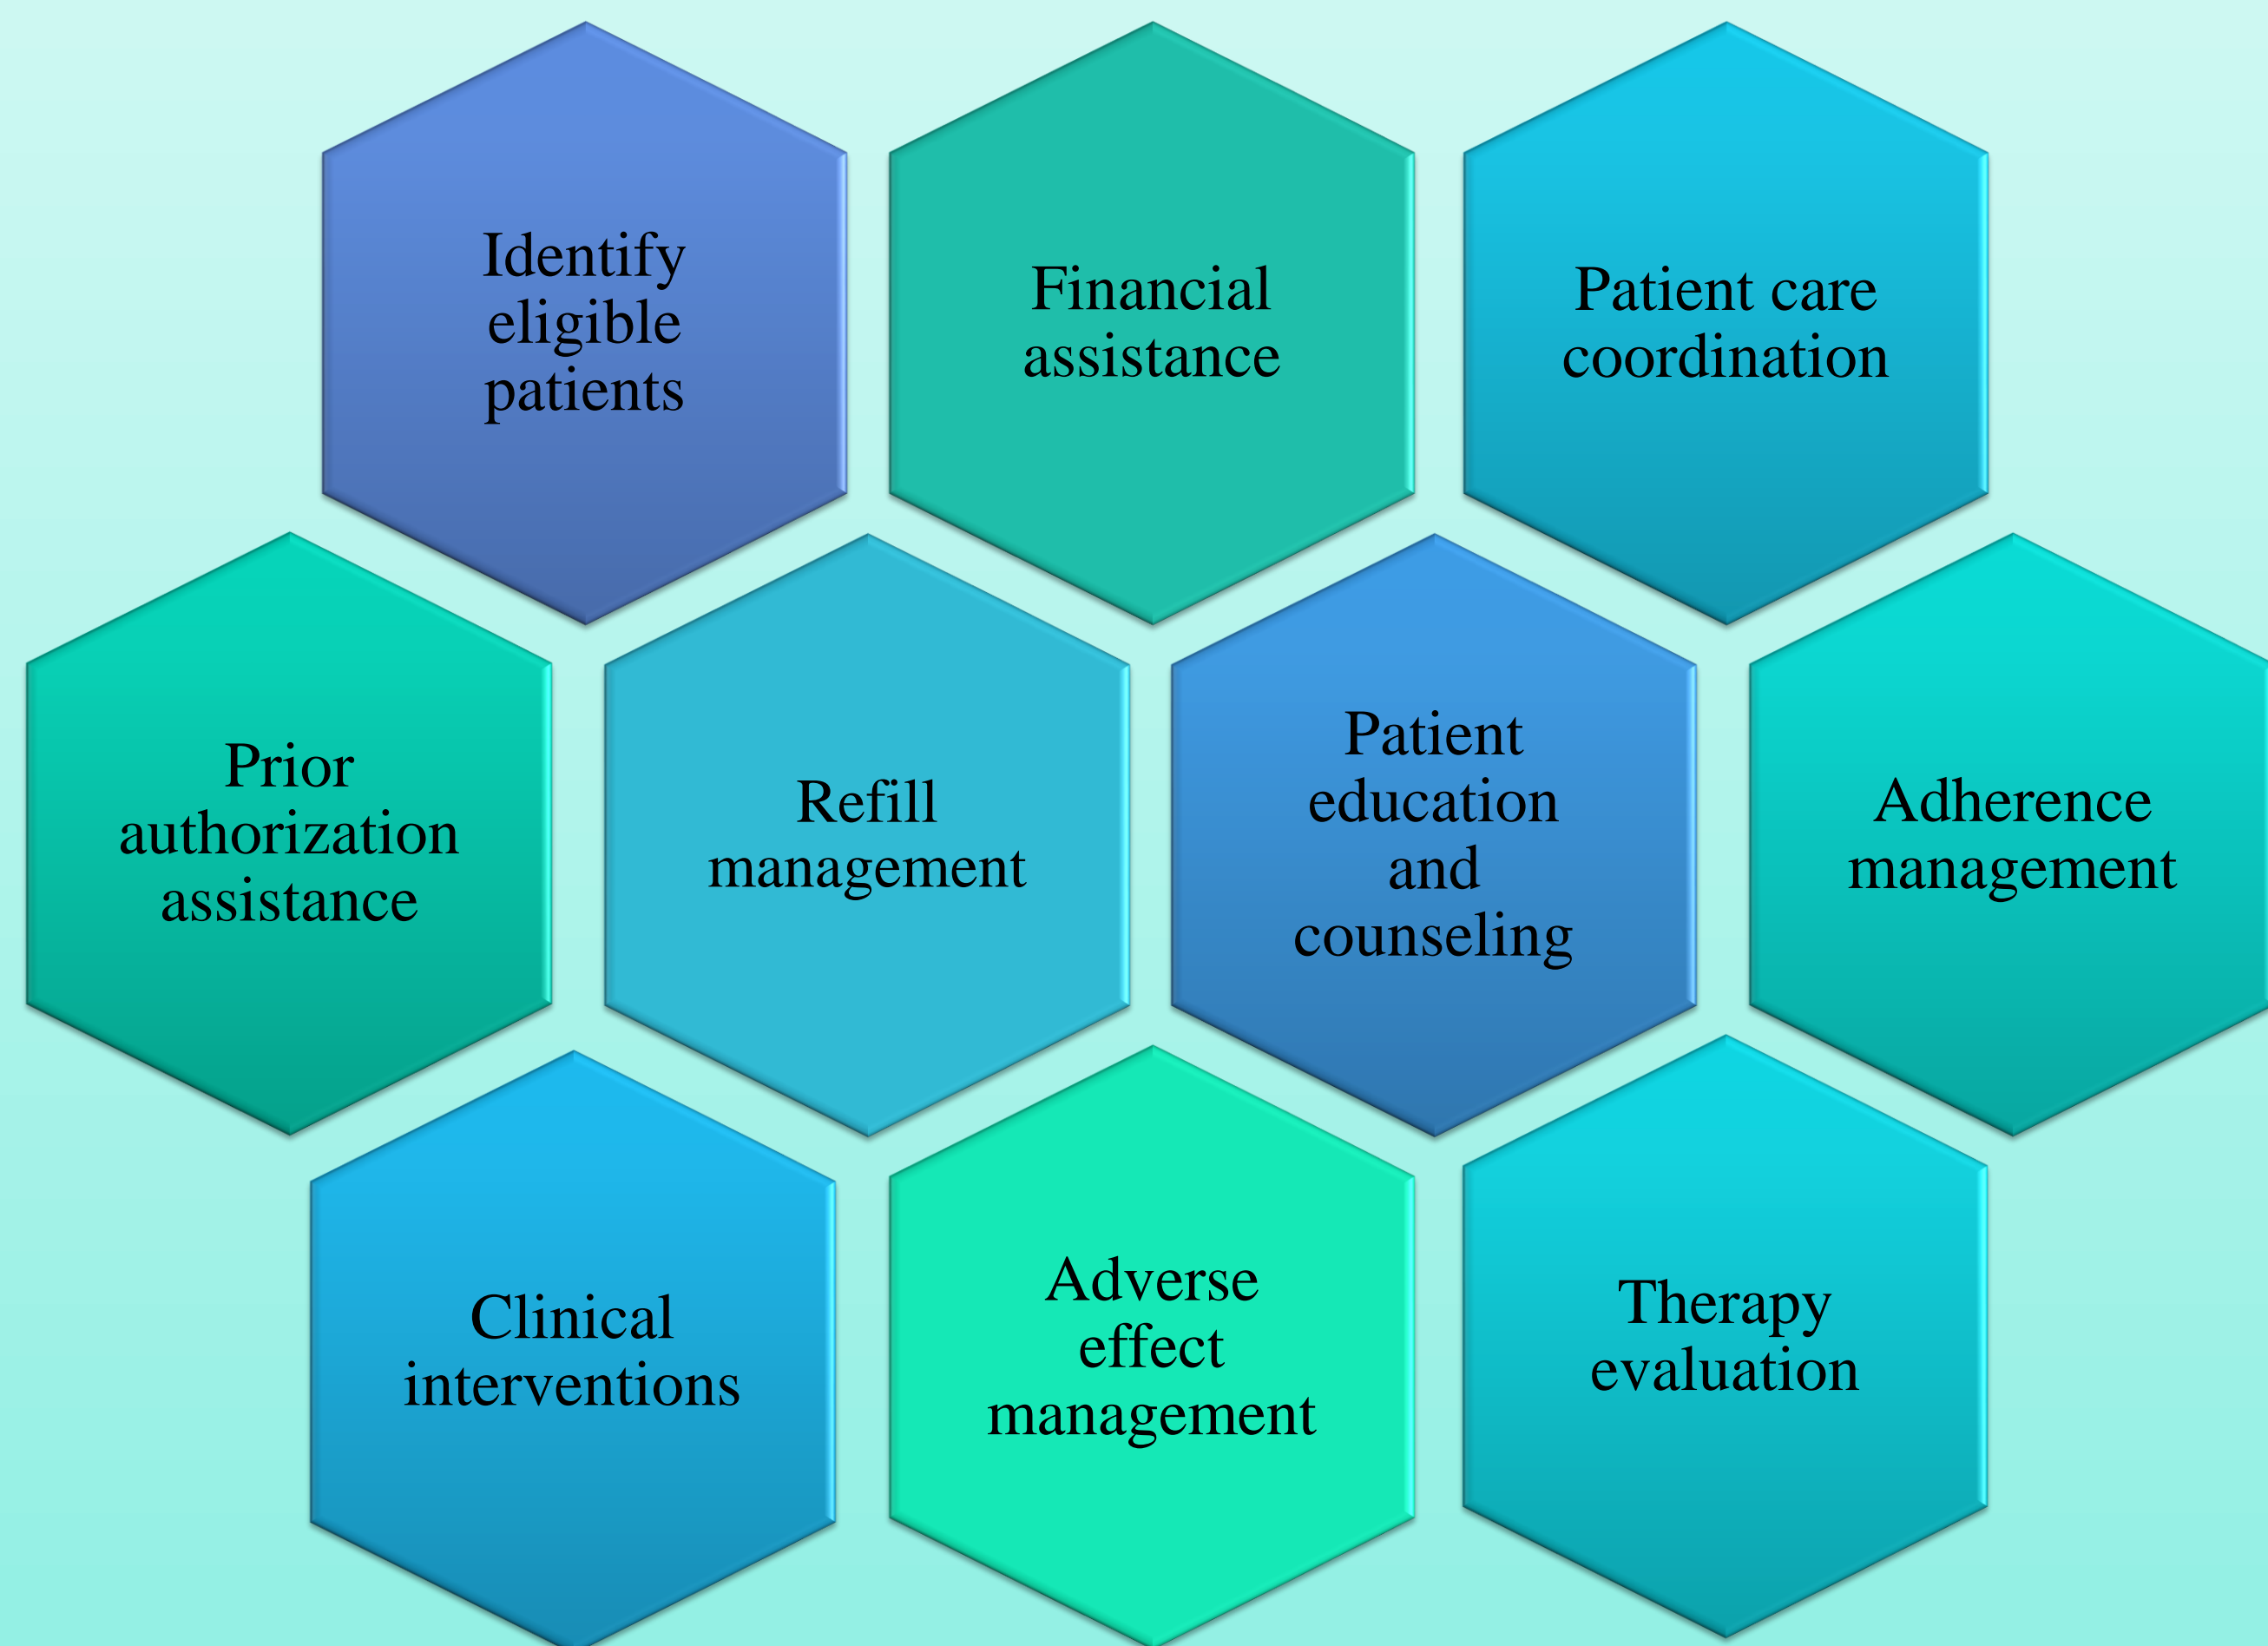 Identify
eligible
patients
Financial
assistance
Patient care
coordination
Prior
authorization
assistance
Refill
management
Patient
education
and
counseling
Adherence
management
Clinical
interventions
Adverse
effect
management
Therapy
evaluation